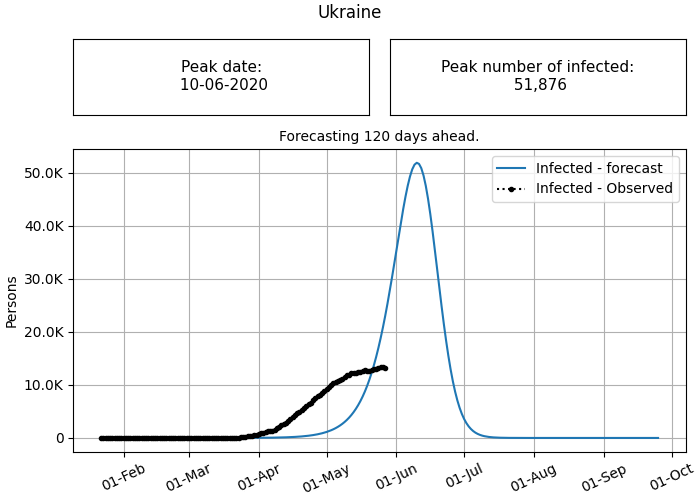 Ukraine
Peak date:
10-06-2020
Peak number of infected:
51,876
Forecasting 120 days ahead.
Infected - forecast
Infected - Observed
50.0K
40.0K
30.0K
20.0K
10.0K
0
Persons
01-Feb
01-Mar
01-Apr
01-May
01-Jun
01-Jul
01-Aug
01-Sep
01-Oct